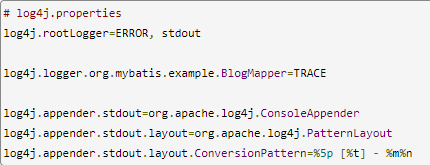 # log4j.properties
log4j.rootLogger=ERROR, stdout
log4j.logger.org.mybatis.example.BlogMapper=TRACE
log4j.appender.stdout=org.apache.log4j.ConsoleAppender
log4j.appender.stdout.layout=org.apache.log4j.PatternLayout
log4j.appender.stdout.layout.ConversionPattern=%5p [%t] - %m%n